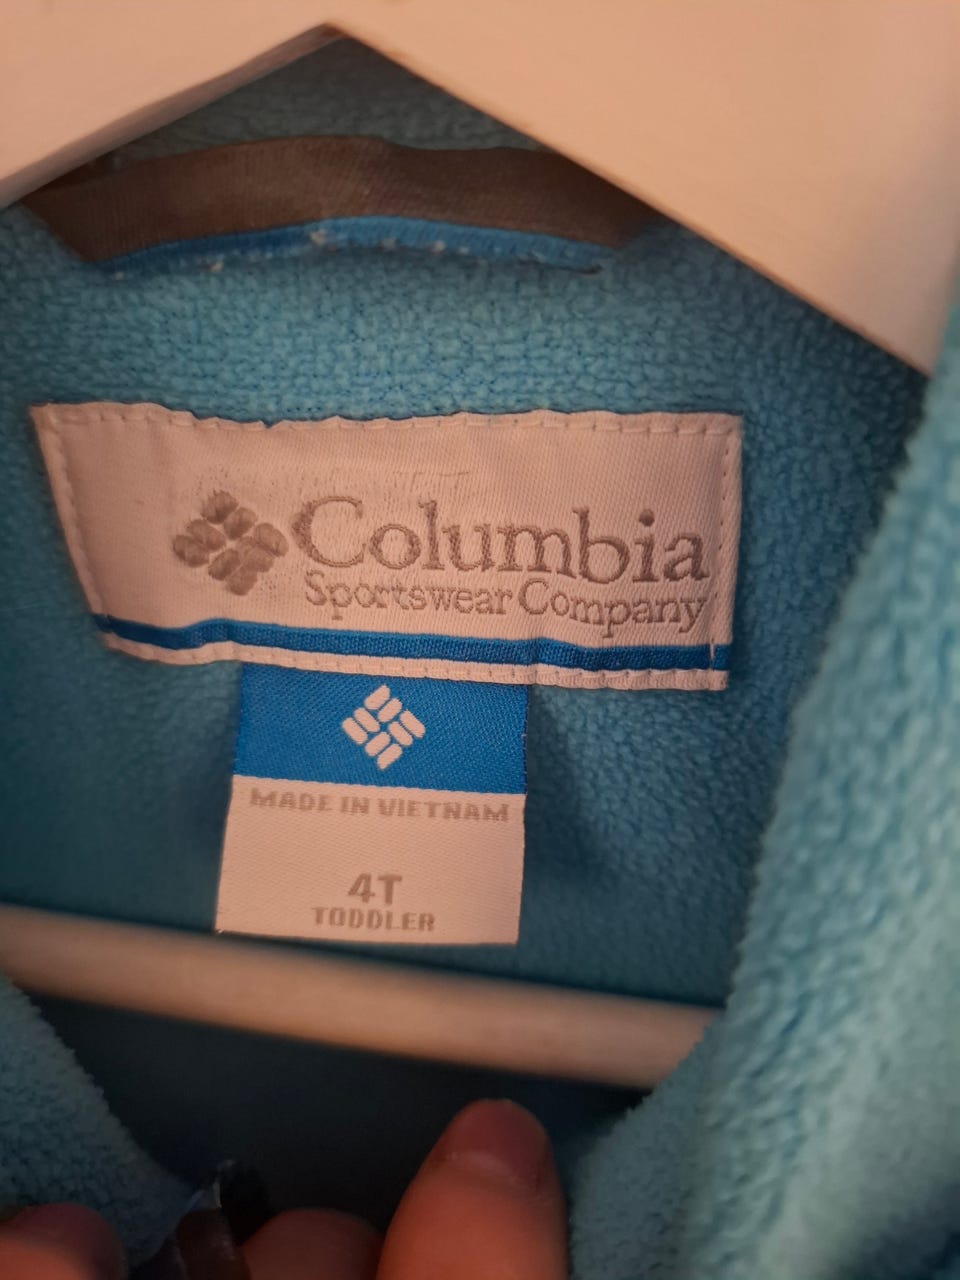 Columbia
Sportswear Company
MADE IN VIETNAM
4T
TODDLER